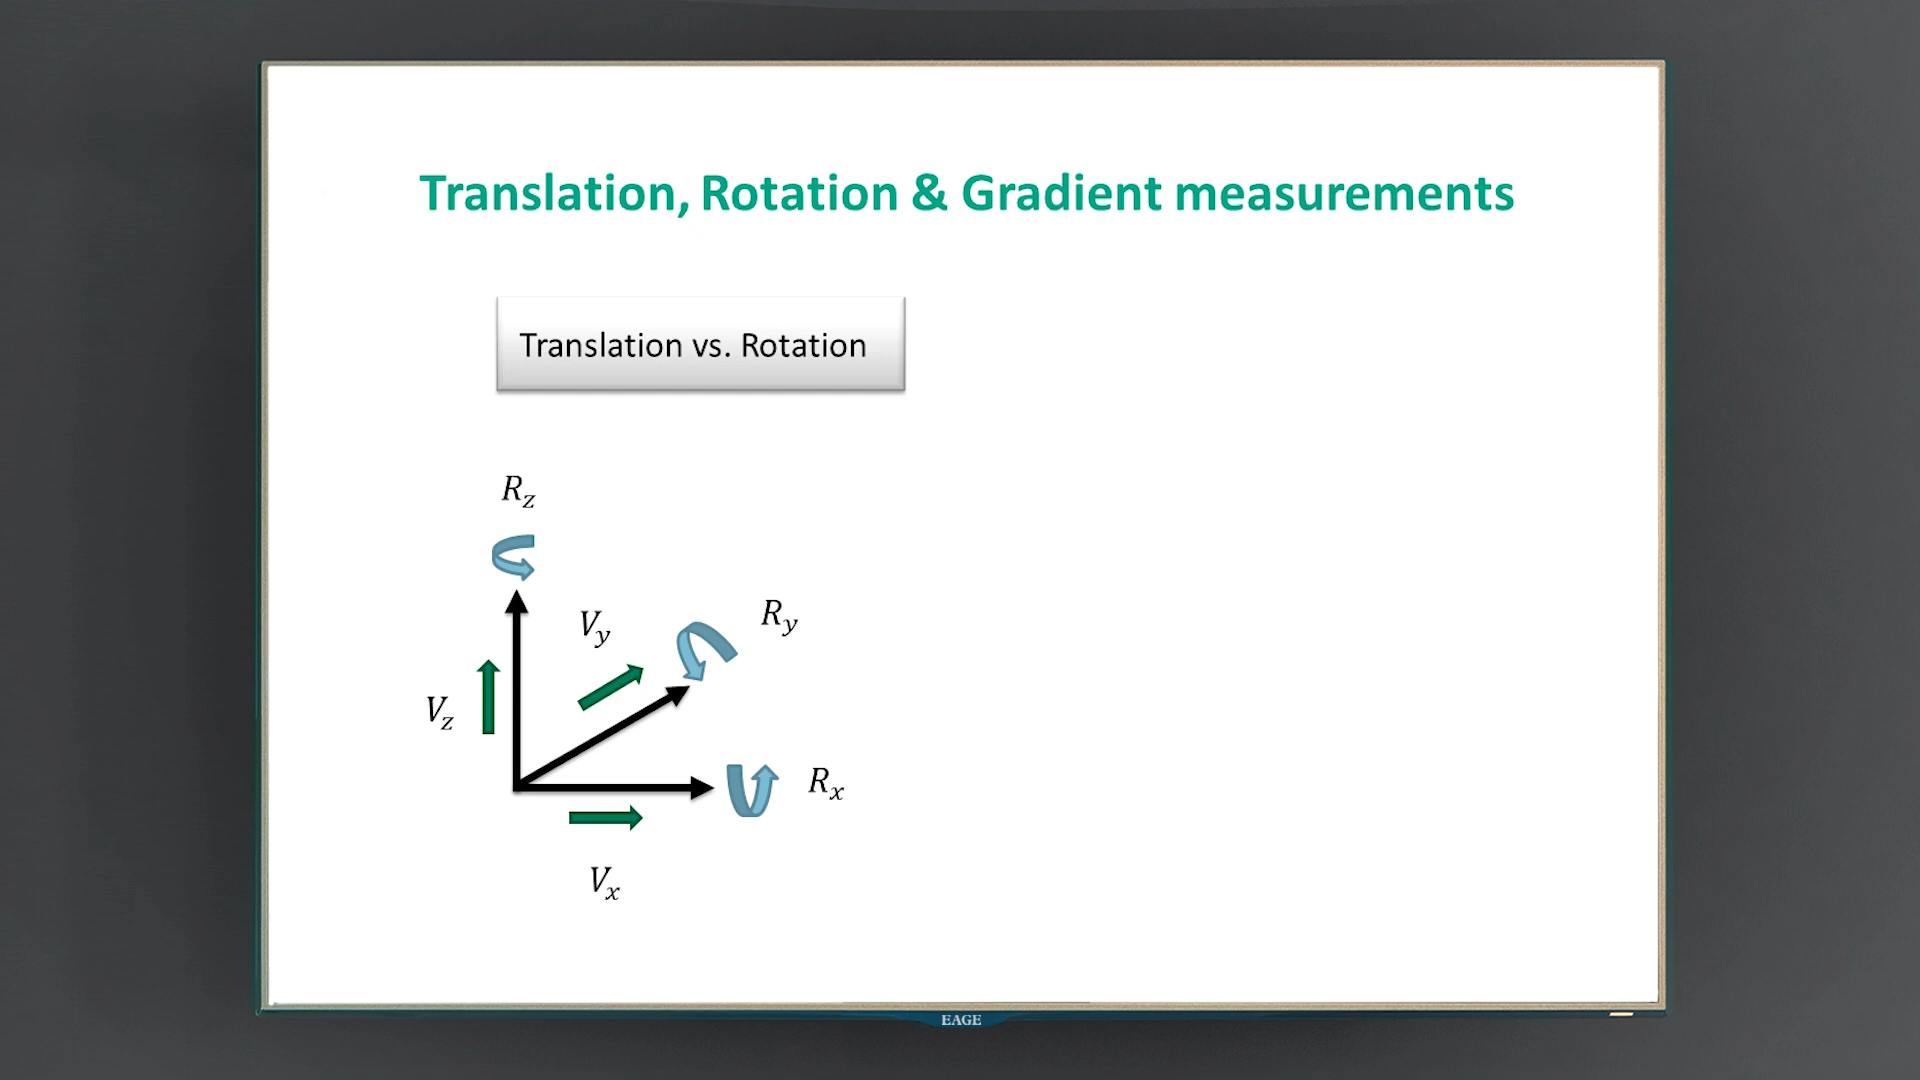 Translation, Rotation & Gradient measurements
Translation vs. Rotation
R_z
V_y
R_y
V_z
R_x
V_x
EAGE